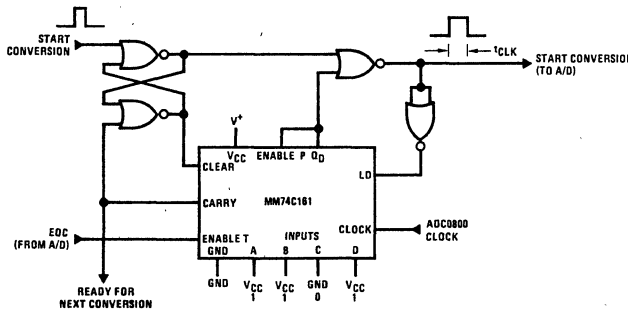 START
CONVERSION
tCLK
START CONVERSION
(TO A/D)
V+
VCC
ENABLE P QD
CLEAR
LD
MM74C161
CARRY
INPUTS
CLOCK
ADC0800
CLOCK
EOC
(FROM A/D)
ENABLE T
GND A B C D
GND VCC VCC GND VCC
1 1 0 1
READY FOR
NEXT CONVERSION